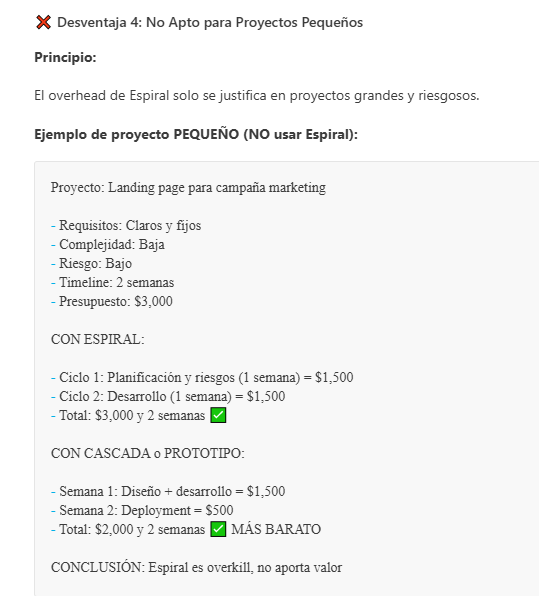 ❌ Desventaja 4: No Apto para Proyectos Pequeños
Principio:
El overhead de Espiral solo se justifica en proyectos grandes y riesgosos.
Ejemplo de proyecto PEQUEÑO (NO usar Espiral):
Proyecto: Landing page para campaña marketing
- Requisitos: Claros y fijos
- Complejidad: Baja
- Riesgo: Bajo
- Timeline: 2 semanas
- Presupuesto: $3,000
CON ESPIRAL:
- Ciclo 1: Planificación y riesgos (1 semana) = $1,500
- Ciclo 2: Desarrollo (1 semana) = $1,500
- Total: $3,000 y 2 semanas ✅
CON CASCADA o PROTOTIPO:
- Semana 1: Diseño + desarrollo = $1,500
- Semana 2: Deployment = $500
- Total: $2,000 y 2 semanas ✅ MÁS BARATO
CONCLUSIÓN: Espiral es overkill, no aporta valor